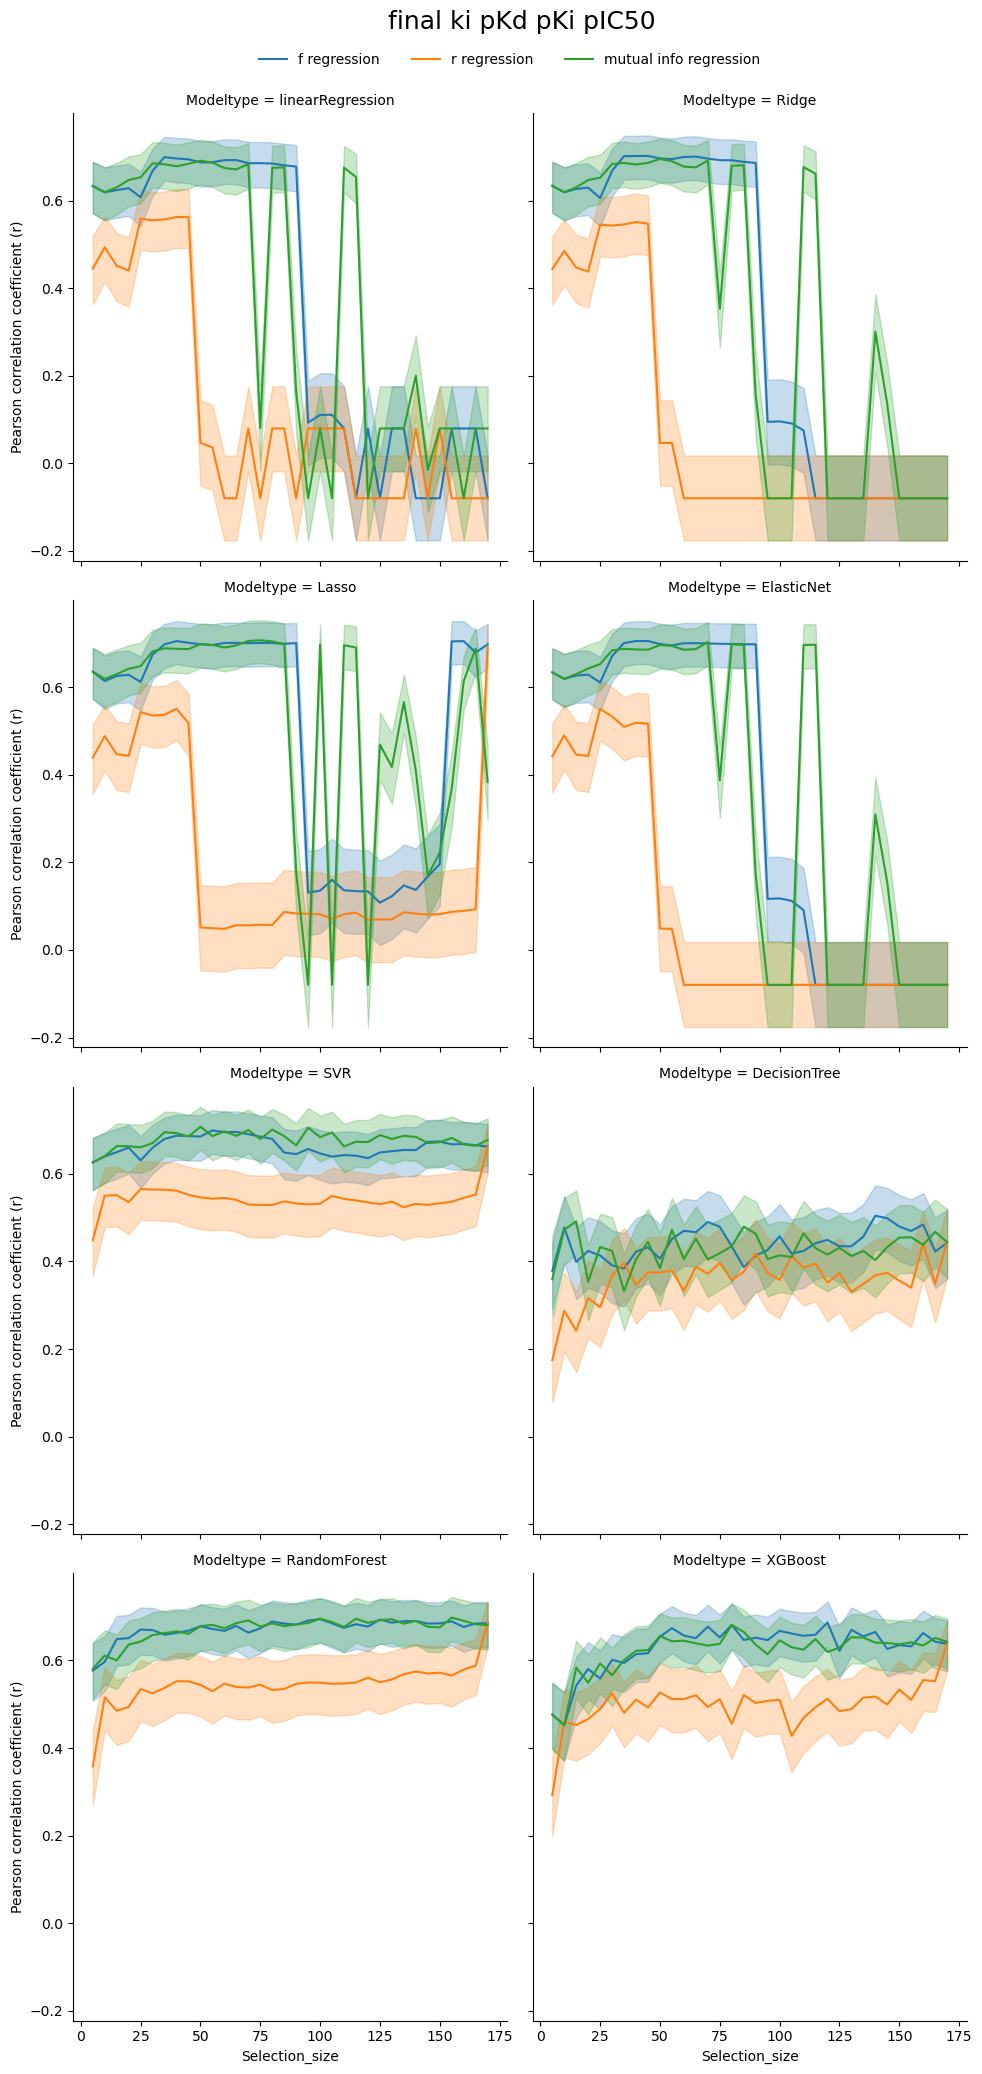 final ki pKd pKi pIC50
f regression r regression mutual info regression
Modeltype = linearRegression
Modeltype = Ridge
0.6
0.4
0.2
0.0
−0.2
Pearson correlation coefficient (r)
Modeltype = Lasso
Modeltype = ElasticNet
0.6
0.4
0.2
0.0
−0.2
Pearson correlation coefficient (r)
Modeltype = SVR
Modeltype = DecisionTree
0.6
0.4
0.2
0.0
−0.2
Pearson correlation coefficient (r)
Modeltype = RandomForest
Modeltype = XGBoost
0.6
0.4
0.2
0.0
−0.2
Pearson correlation coefficient (r)
0 25 50 75 100 125 150 175
Selection_size
0 25 50 75 100 125 150 175
Selection_size